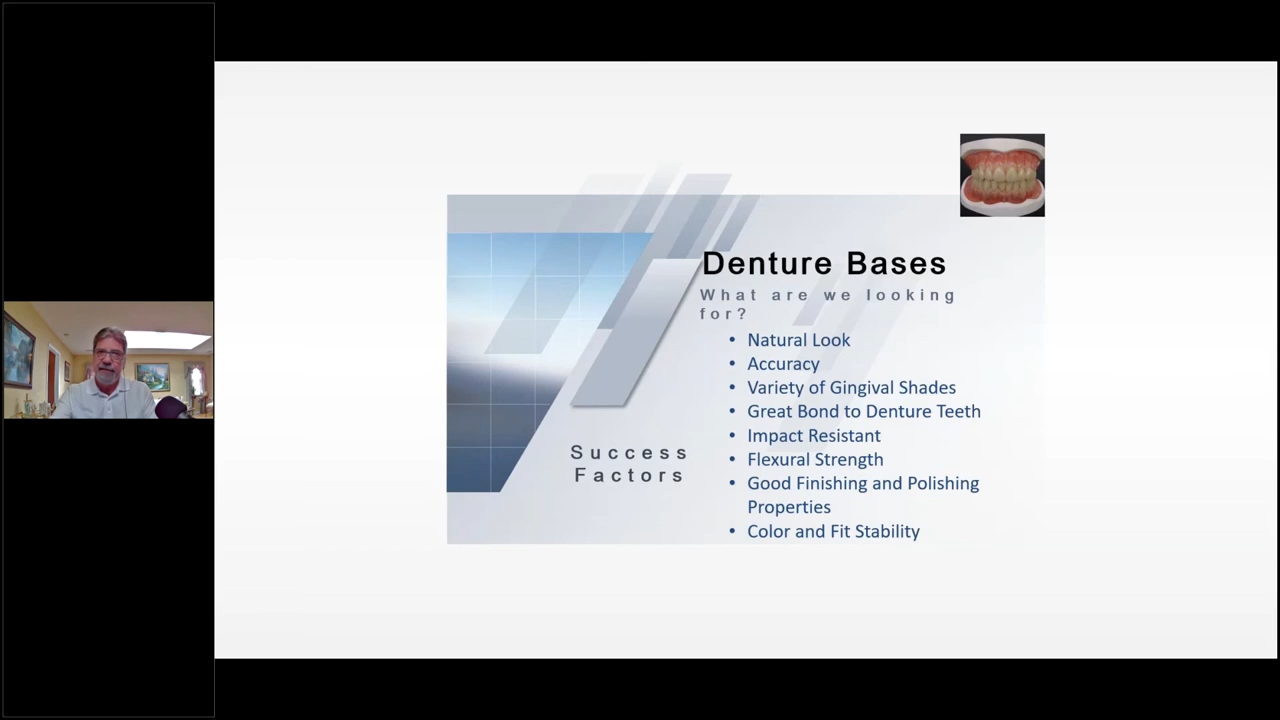 Denture Bases
What are we looking
for?
• Natural Look
• Accuracy
• Variety of Gingival Shades
• Great Bond to Denture Teeth
• Impact Resistant
• Flexural Strength
• Good Finishing and Polishing
Properties
• Color and Fit Stability
Success
Factors